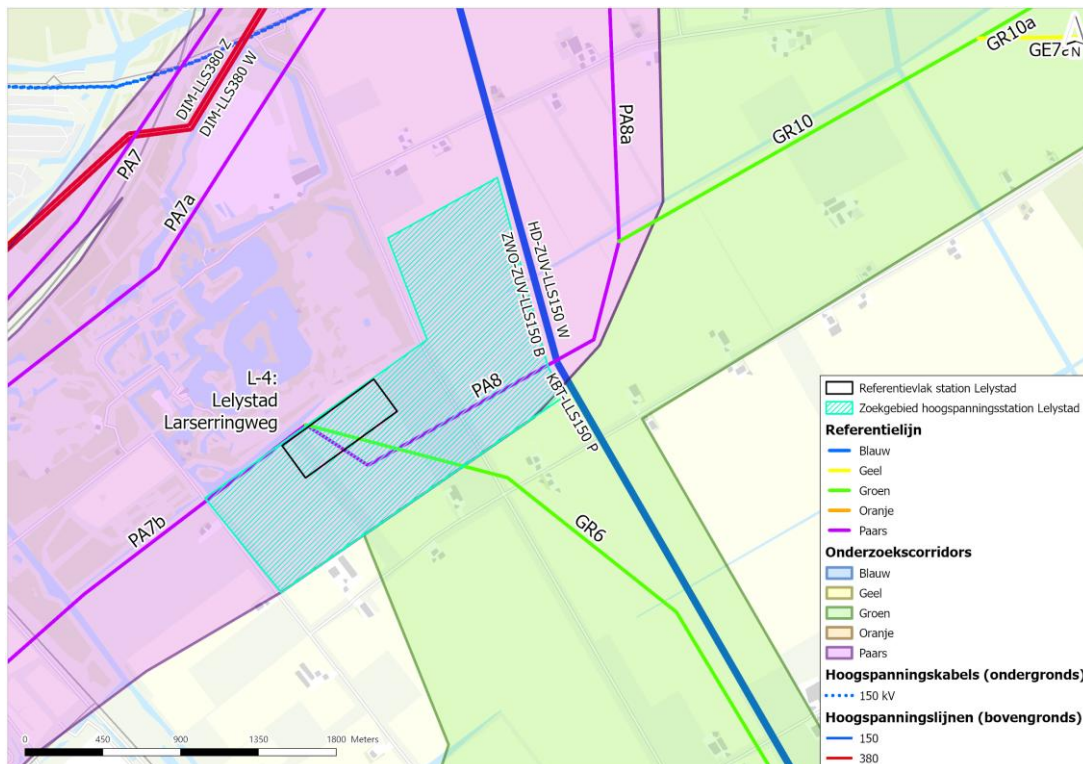 DIM-LLS380 Z
DIM-LLS380 W
PA7
PA7a
PA8a
GR10
GR10a
N
HD-ZUV-LLS150 W
ZWO-ZUV-LLS150 B
KBT-LLS150 P
L-4:
Lelystad
Larserringweg
PA8
PA7b
GR6
0 450 900 1350 1800 Meters
Referentievlak station Lelystad
Zoekgebied hoogspanningsstation Lelystad
Referentielijn
Blauw
Geel
Groen
Oranje
Paars
Onderzoekscorridors
Blauw
Geel
Groen
Oranje
Paars
Hoogspanningskabels (ondergronds)
150 kV
Hoogspanningslijnen (bovengronds)
150
380